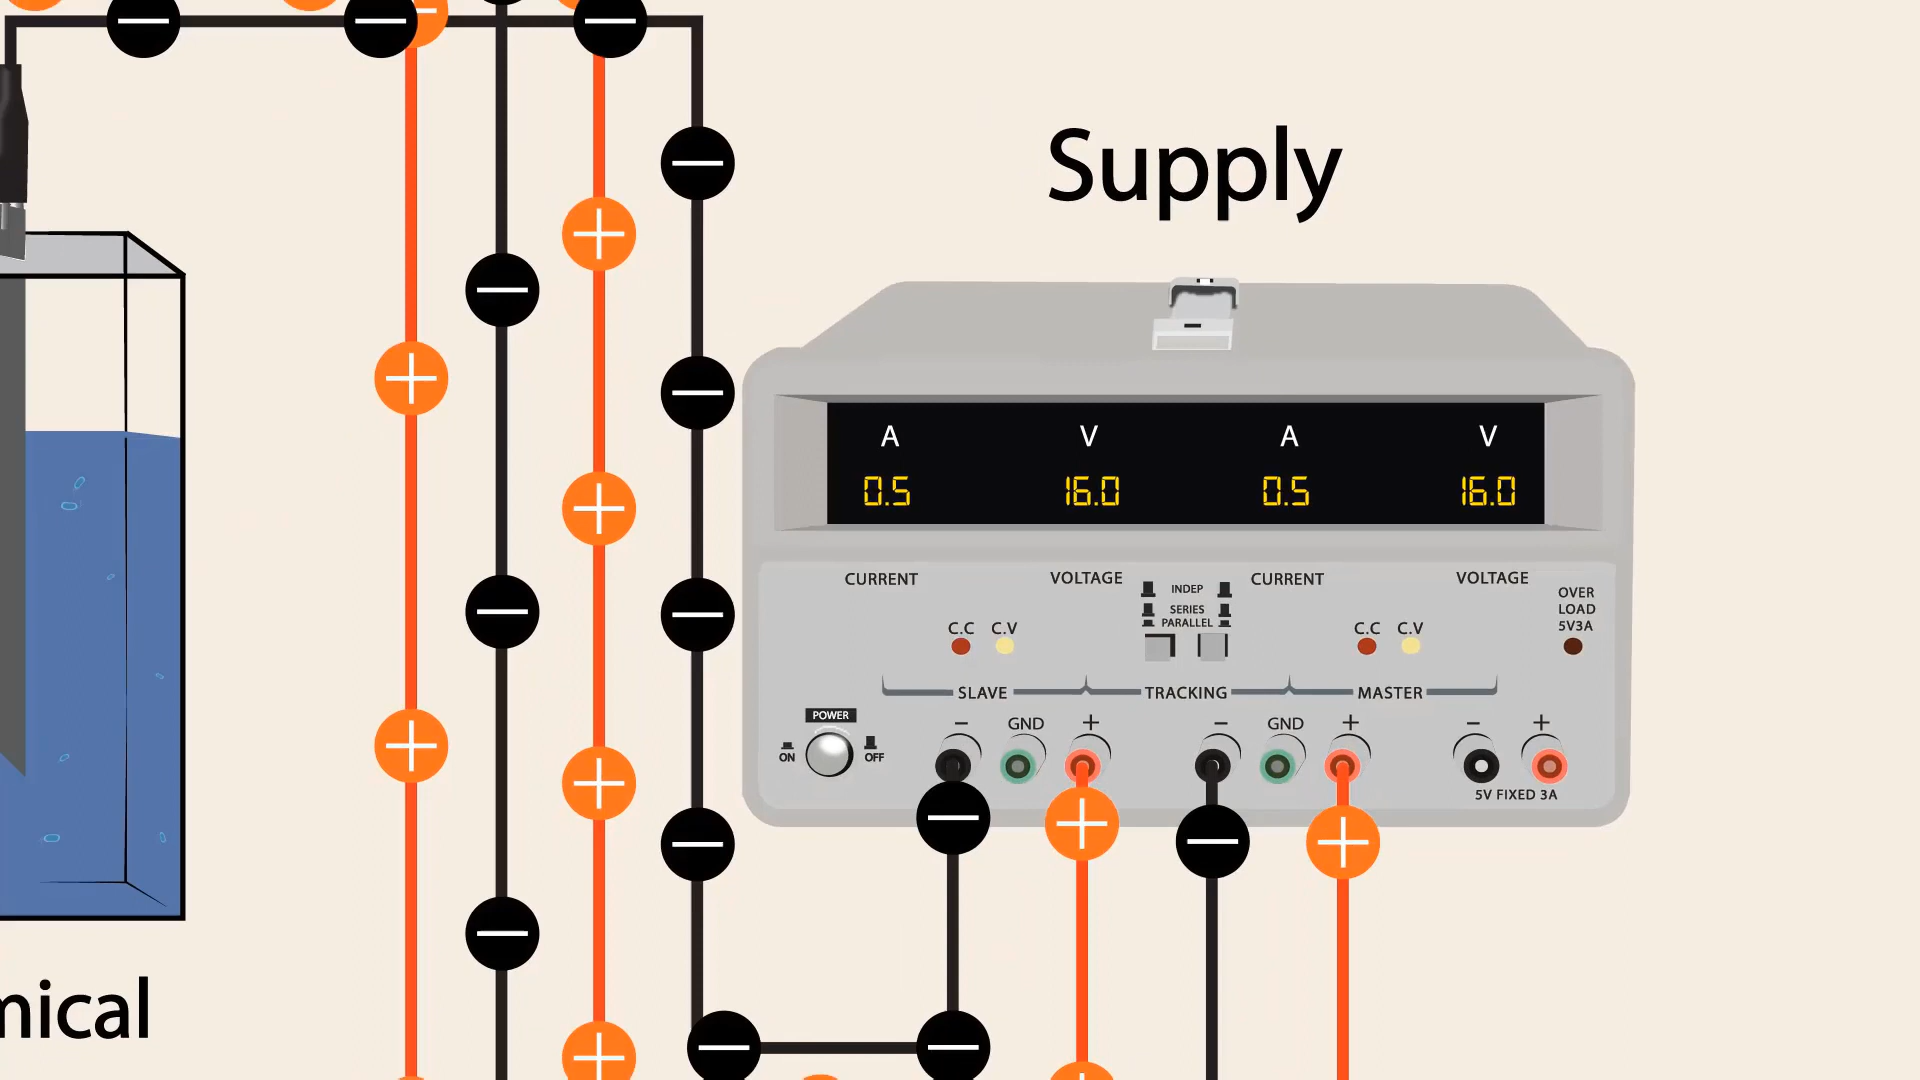 Supply
A V A V
0.5 16.0 0.5 16.0
CURRENT VOLTAGE CURRENT VOLTAGE
INDEP
SERIES
PARALLEL
OVER
LOAD
5V3A
C.C C.V C.C C.V
SLAVE TRACKING MASTER
POWER
ON OFF
− GND + − GND + − +
5V FIXED 3A
mical